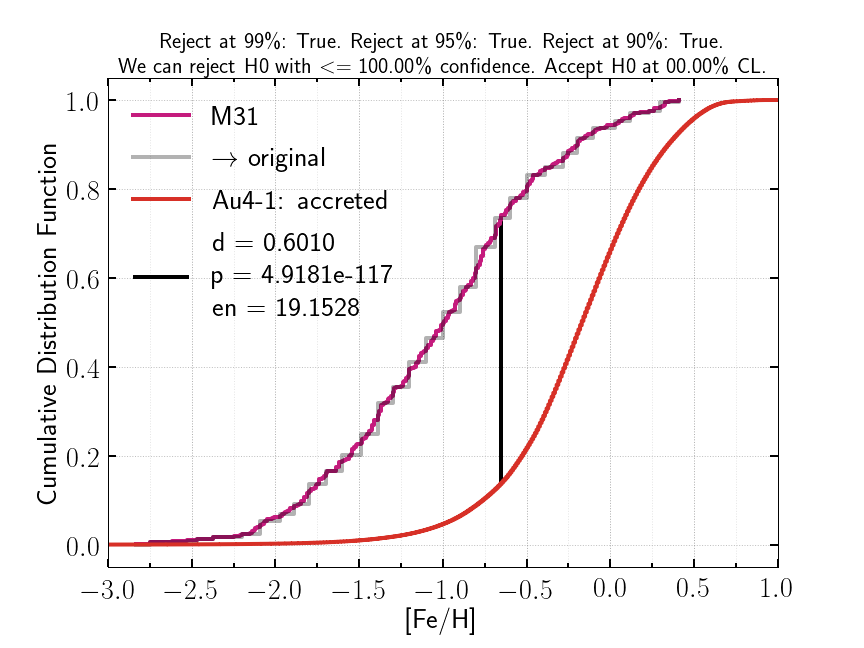 Reject at 99%: True. Reject at 95%: True. Reject at 90%: True.
We can reject H0 with <= 100.00% confidence. Accept H0 at 00.00% CL.
M31
→ original
Au4-1: accreted
d = 0.6010
p = 4.9181e-117
en = 19.1528
Cumulative Distribution Function
1.0
0.8
0.6
0.4
0.2
0.0
−3.0 −2.5 −2.0 −1.5 −1.0 −0.5 0.0 0.5 1.0
[Fe/H]